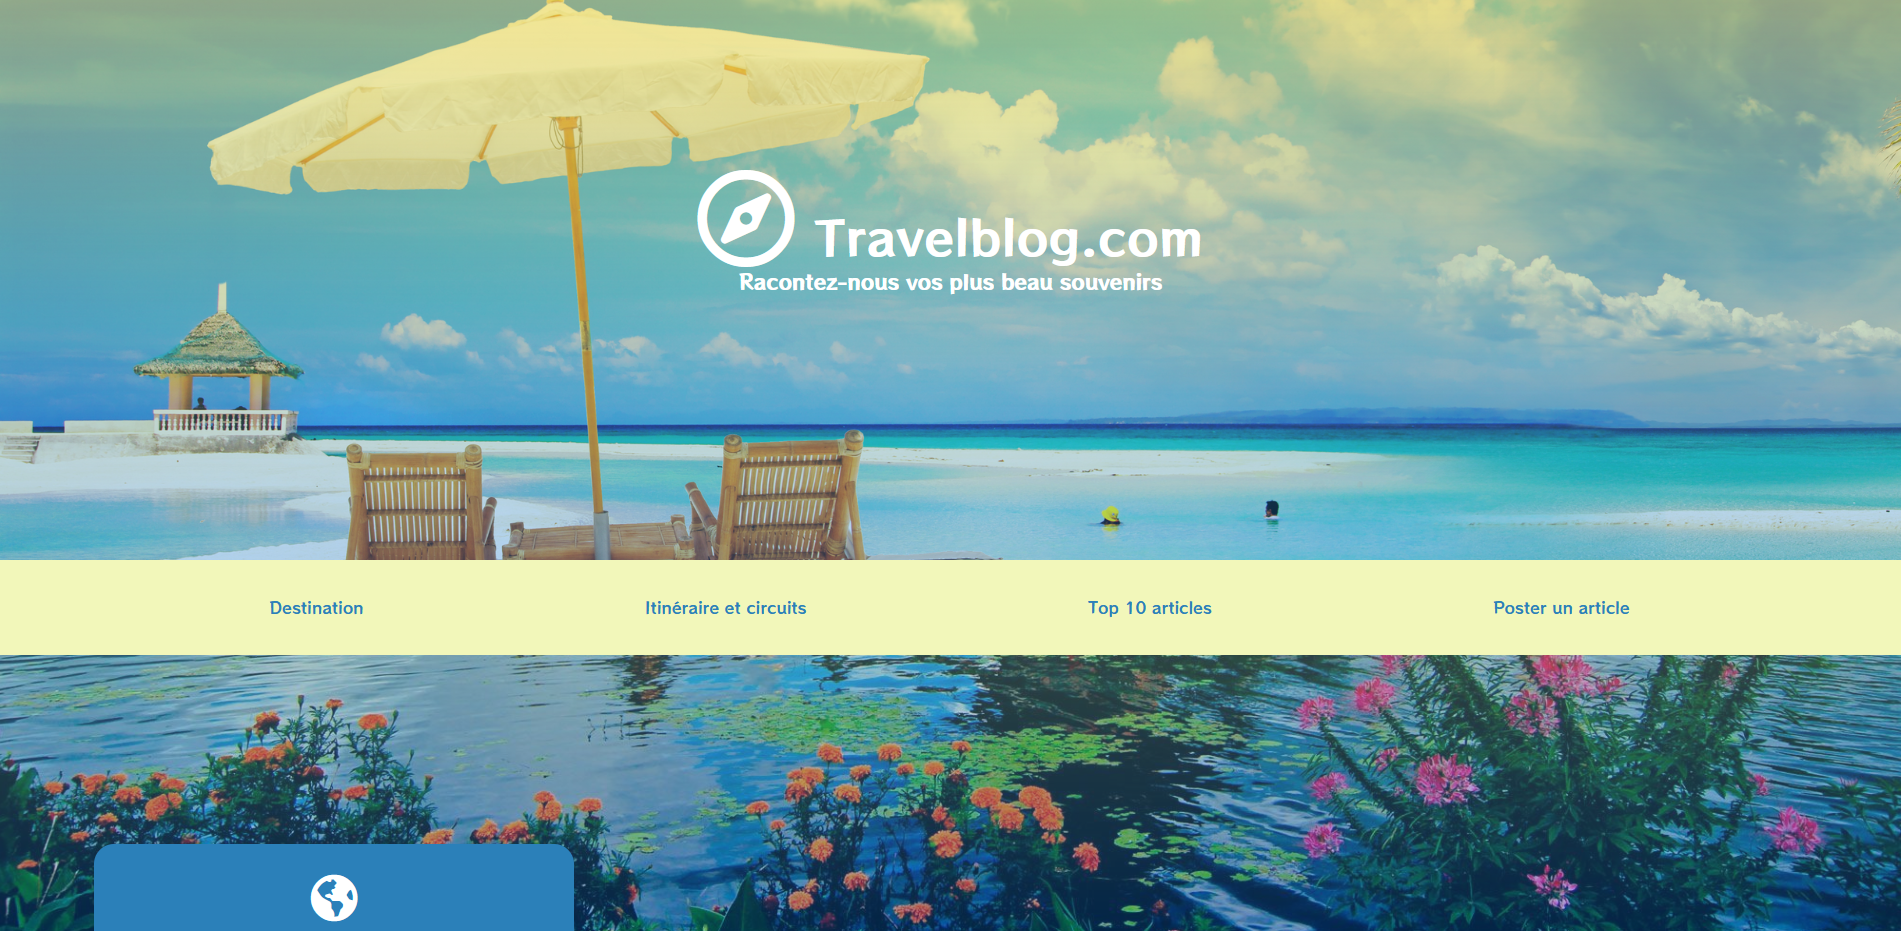 Travelblog.com
Racontez-nous vos plus beau souvenirs
Destination
Itinéraire et circuits
Top 10 articles
Poster un article